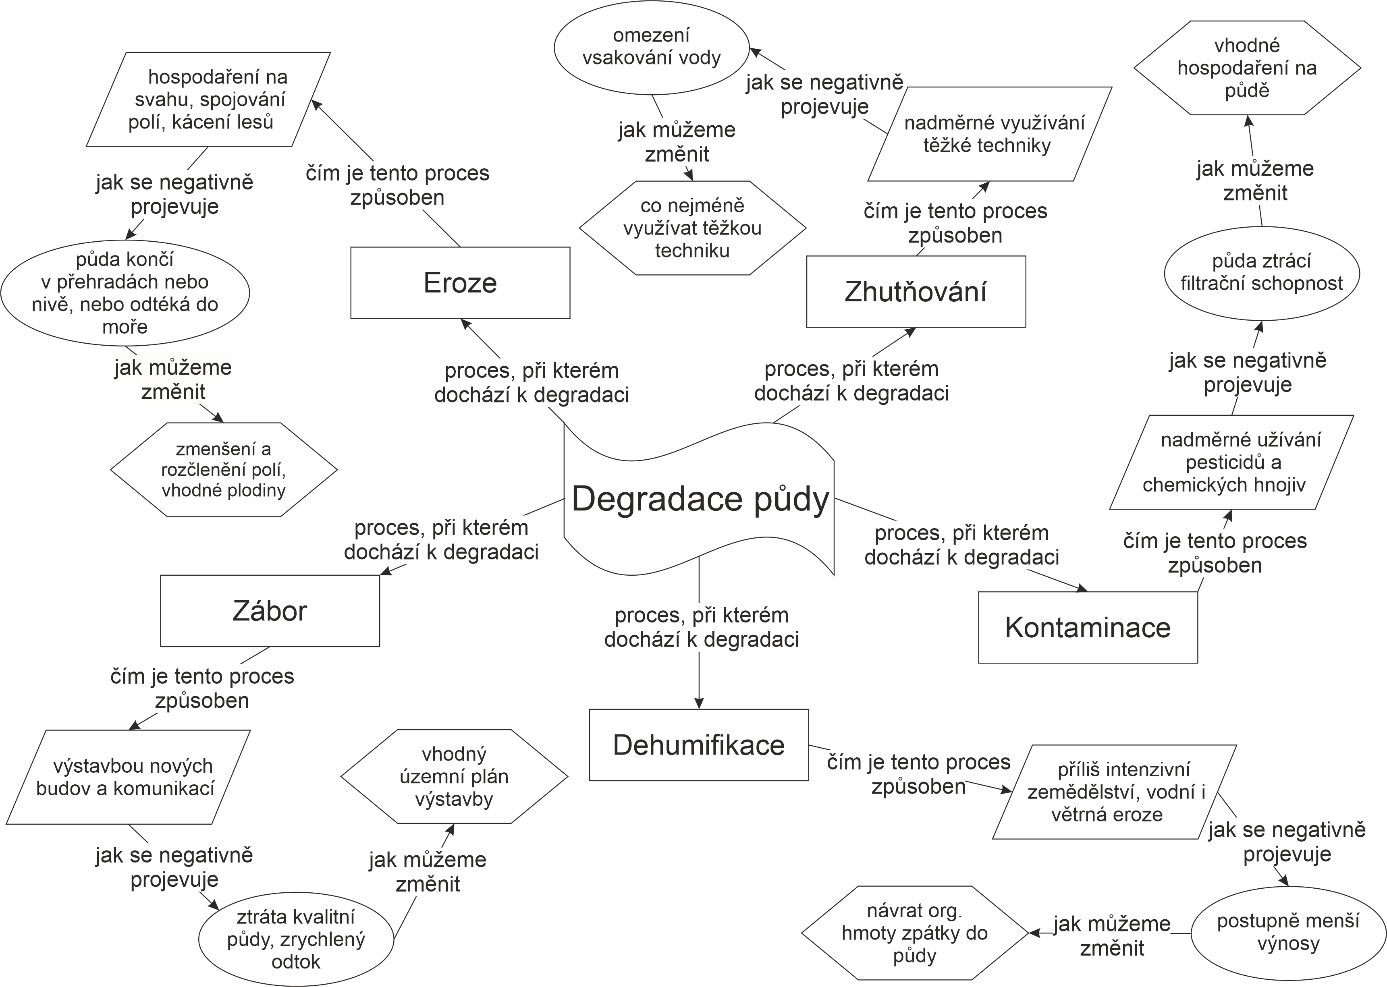 omezení
vsakování vody
jak se negativně
projevuje
nadměrné využívání
těžké techniky
jak můžeme
změnit
co nejméně
využívat těžkou
techniku
čím je tento proces
způsoben
Zhutňování
proces, při kterém
dochází k degradaci
hospodaření na
svahu, spojování
polí, kácení lesů
čím je tento proces
způsoben
Eroze
proces, při kterém
dochází k degradaci
jak se negativně
projevuje
půda končí
v přehradách nebo
nivě, nebo odtéká do
moře
jak můžeme
změnit
zmenšení a
rozčlenění polí,
vhodné plodiny
vhodné
hospodaření na
půdě
jak můžeme
změnit
půda ztrácí
filtrační schopnost
jak se negativně
projevuje
nadměrné užívání
pesticidů a
chemických hnojiv
čím je tento proces
způsoben
Kontaminace
proces, při kterém
dochází k degradaci
Degradace půdy
proces, při kterém
dochází k degradaci
Zábor
čím je tento proces
způsoben
výstavbou nových
budov a komunikací
jak se negativně
projevuje
ztráta kvalitní
půdy, zrychlený
odtok
jak můžeme
změnit
vhodný
územní plán
výstavby
proces, při kterém
dochází k degradaci
Dehumifikace
čím je tento proces
způsoben
příliš intenzivní
zemědělství, vodní i
větrná eroze
jak se negativně
projevuje
postupně menší
výnosy
jak můžeme
změnit
návrat org.
hmoty zpátky do
půdy